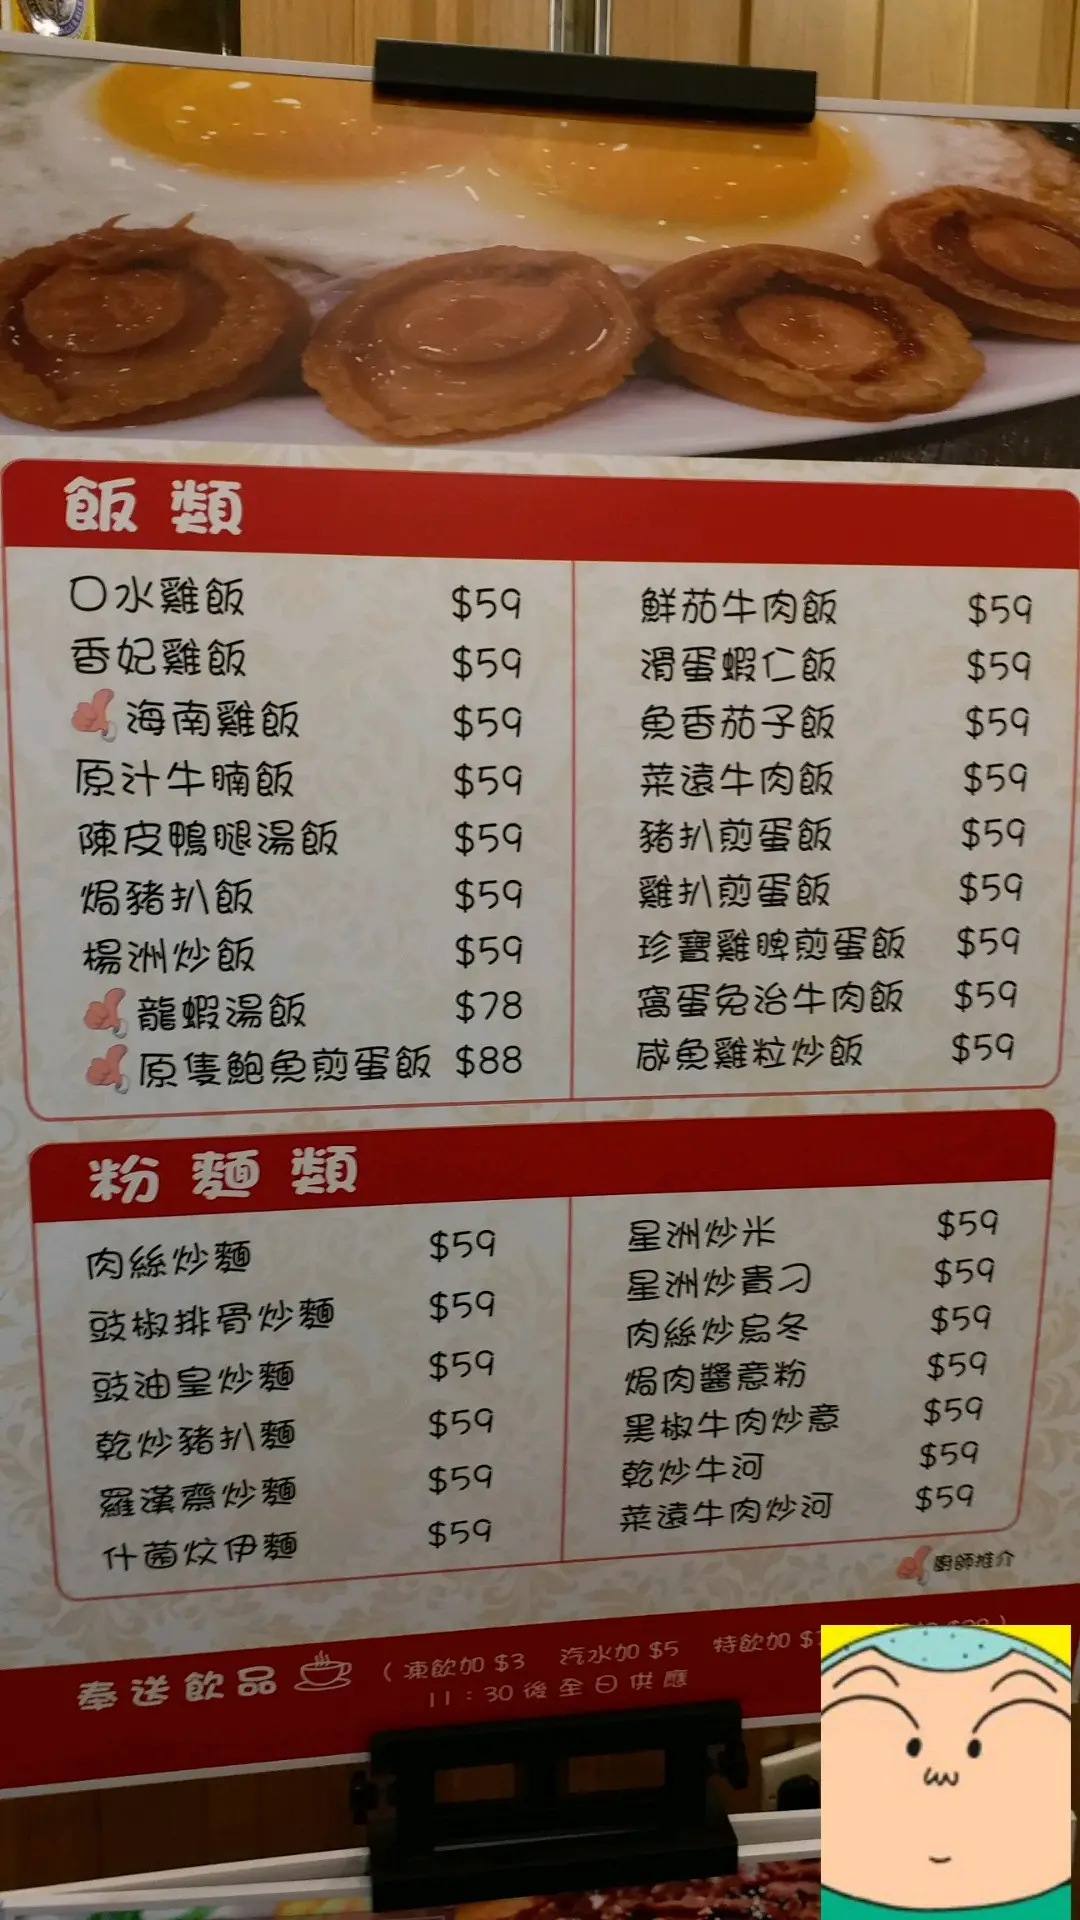 飯類
口水雞飯 $59
香妃雞飯 $59
海南雞飯 $59
原汁牛腩飯 $59
陳皮鴨腿湯飯 $59
焗豬扒飯 $59
楊洲炒飯 $59
龍蝦湯飯 $78
原隻鮑魚煎蛋飯 $88
鮮茄牛肉飯 $59
滑蛋蝦仁飯 $59
魚香茄子飯 $59
菜遠牛肉飯 $59
豬扒煎蛋飯 $59
雞扒煎蛋飯 $59
珍寶雞脾煎蛋飯 $59
窩蛋免治牛肉飯 $59
咸魚雞粒炒飯 $59
粉麵類
肉絲炒麵 $59
豉椒排骨炒麵 $59
豉油皇炒麵 $59
乾炒豬扒麵 $59
羅漢齋炒麵 $59
什菌炆伊麵 $59
星洲炒米 $59
星洲炒貴刁 $59
肉絲炒烏冬 $59
焗肉醬意粉 $59
黑椒牛肉炒意 $59
乾炒牛河 $59
菜遠牛肉炒河 $59
廚師推介
奉送飲品 (凍飲加 $3 汽水加 $5 特飲加
11:30後全日供應